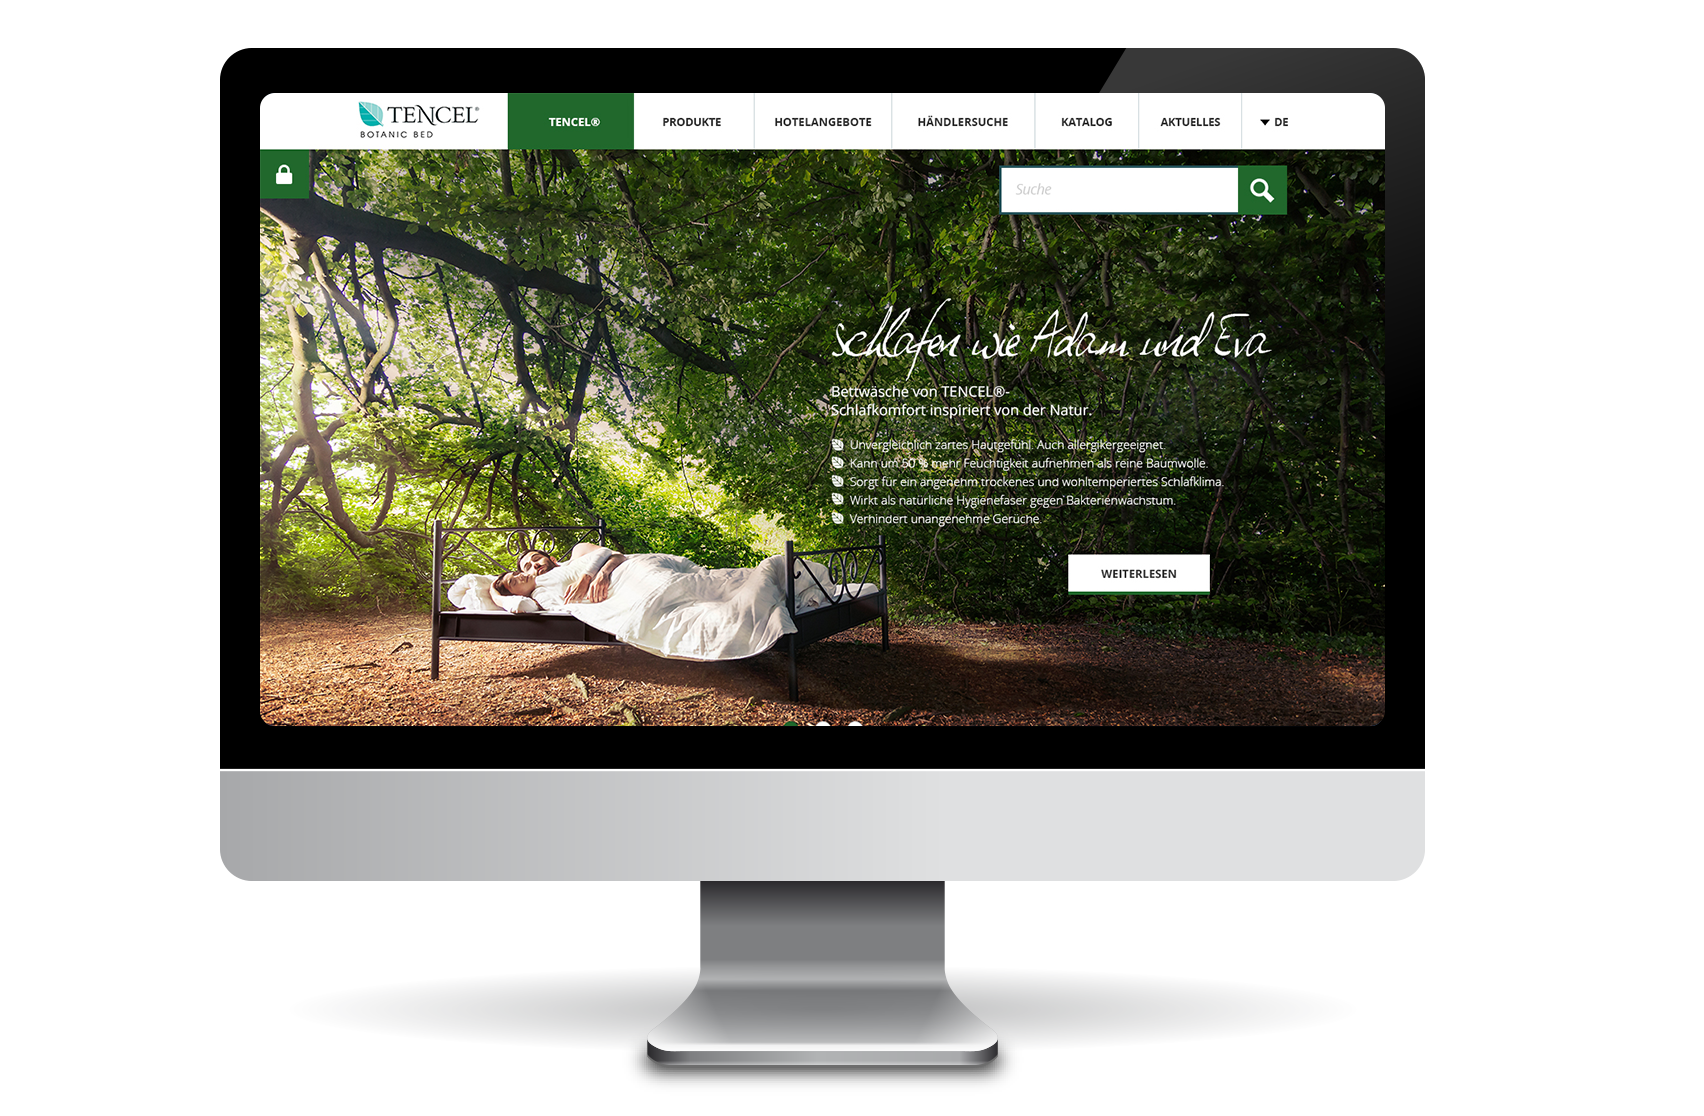 TENCEL®
BOTANIC BED
TENCEL®
PRODUKTE
HOTELANGEBOTE
HÄNDLERSUCHE
KATALOG
AKTUELLES
DE
Suche
Schlafen wie Adam und Eva
Bettwäsche von TENCEL®-
Schlafkomfort inspiriert von der Natur.
Unvergleichlich zartes Hautgefühl. Auch allergikergeeignet.
Kann um 50 % mehr Feuchtigkeit aufnehmen als reine Baumwolle.
Sorgt für ein angenehm trockenes und wohltemperiertes Schlafklima.
Wirkt als natürliche Hygienefaser gegen Bakterienwachstum.
Verhindert unangenehme Gerüche.
WEITERLESEN